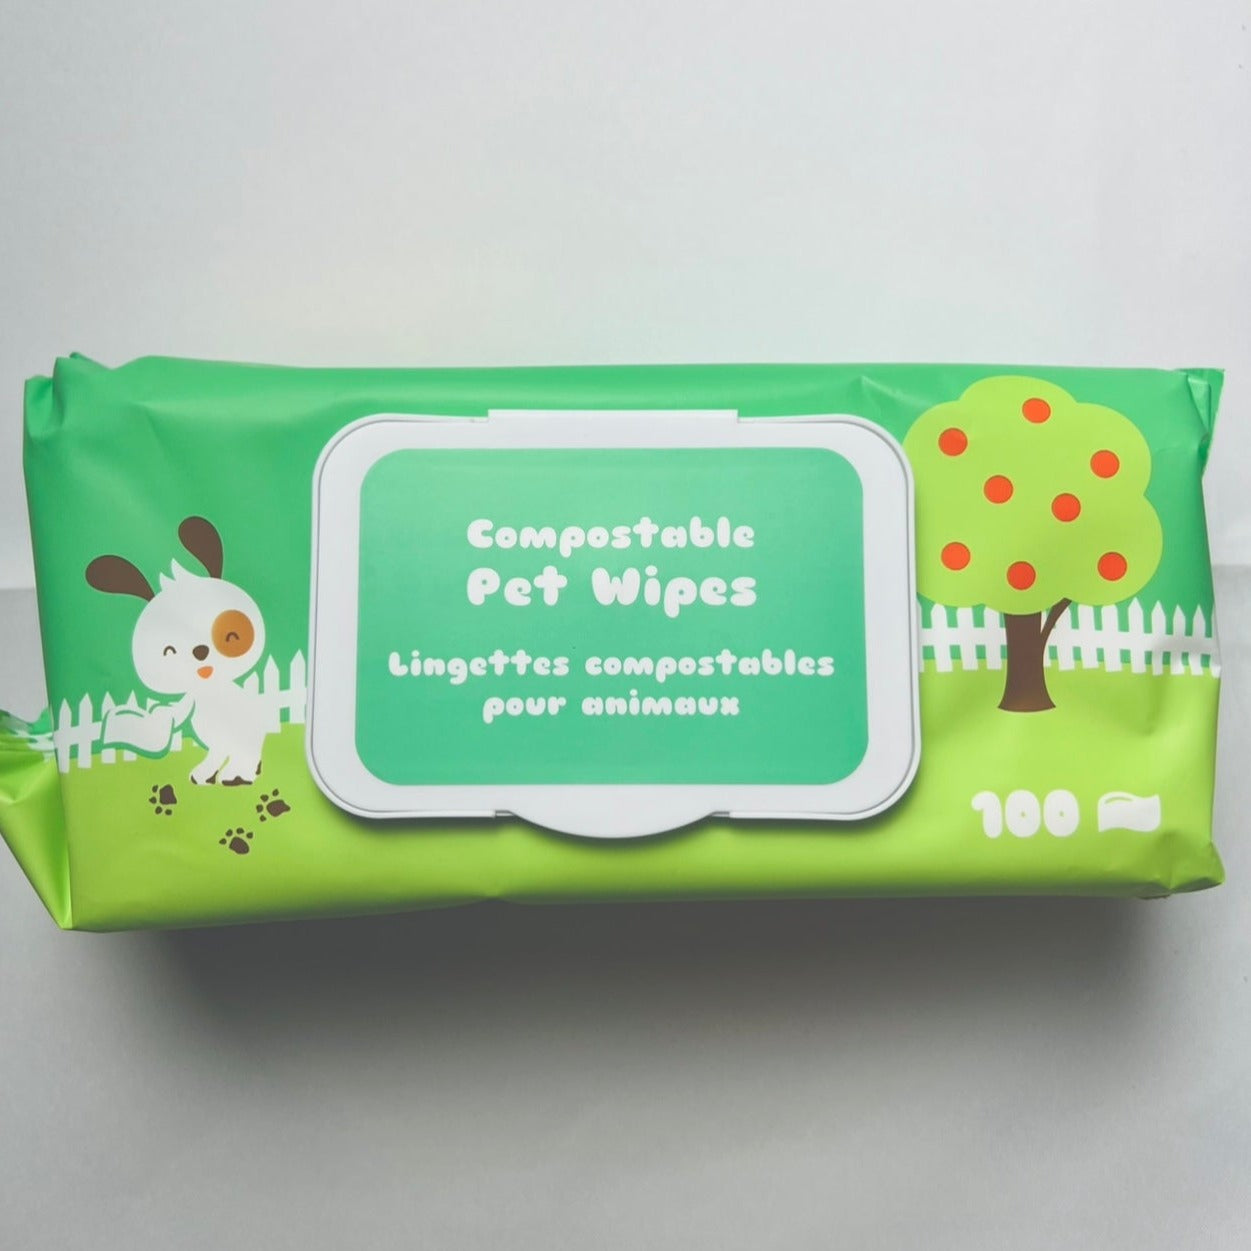 Compostable
Pet Wipes
Lingettes compostables
pour animaux
100